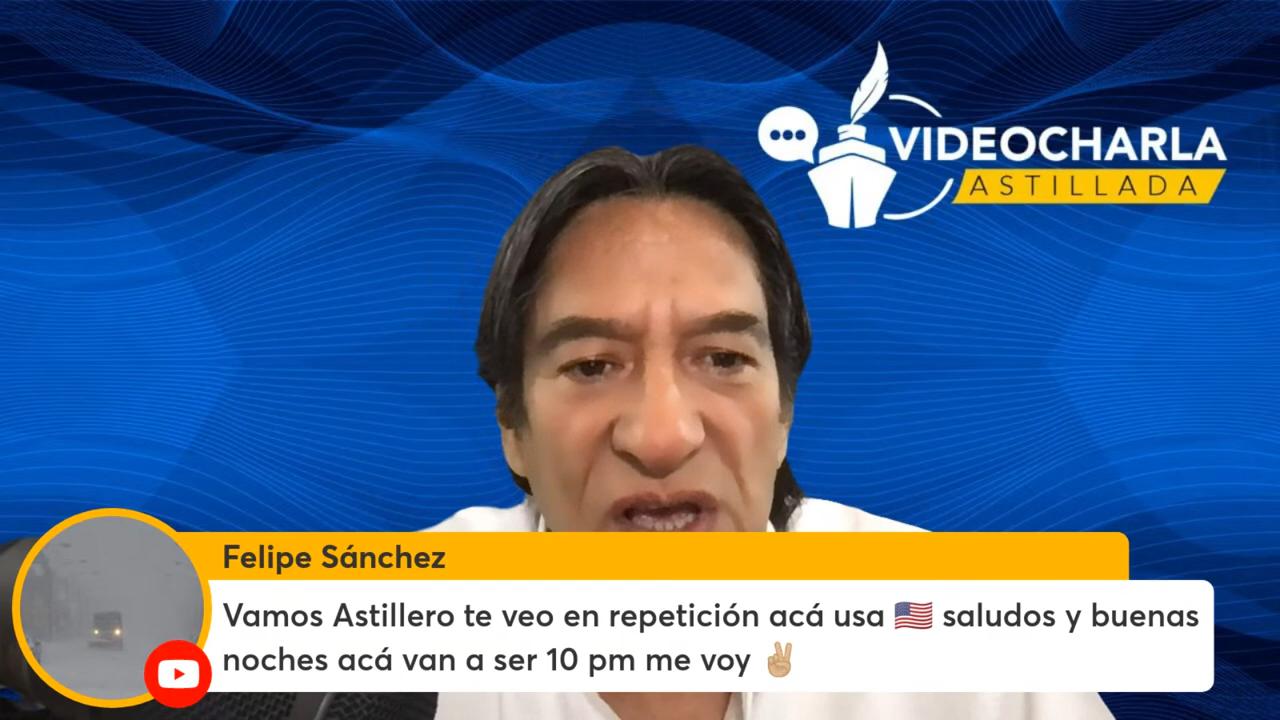 VIDEOCHARLA
ASTILLADA
Felipe Sánchez
Vamos Astillero te veo en repetición acá usa 🇺🇸 saludos y buenas
noches acá van a ser 10 pm me voy ✌🏼